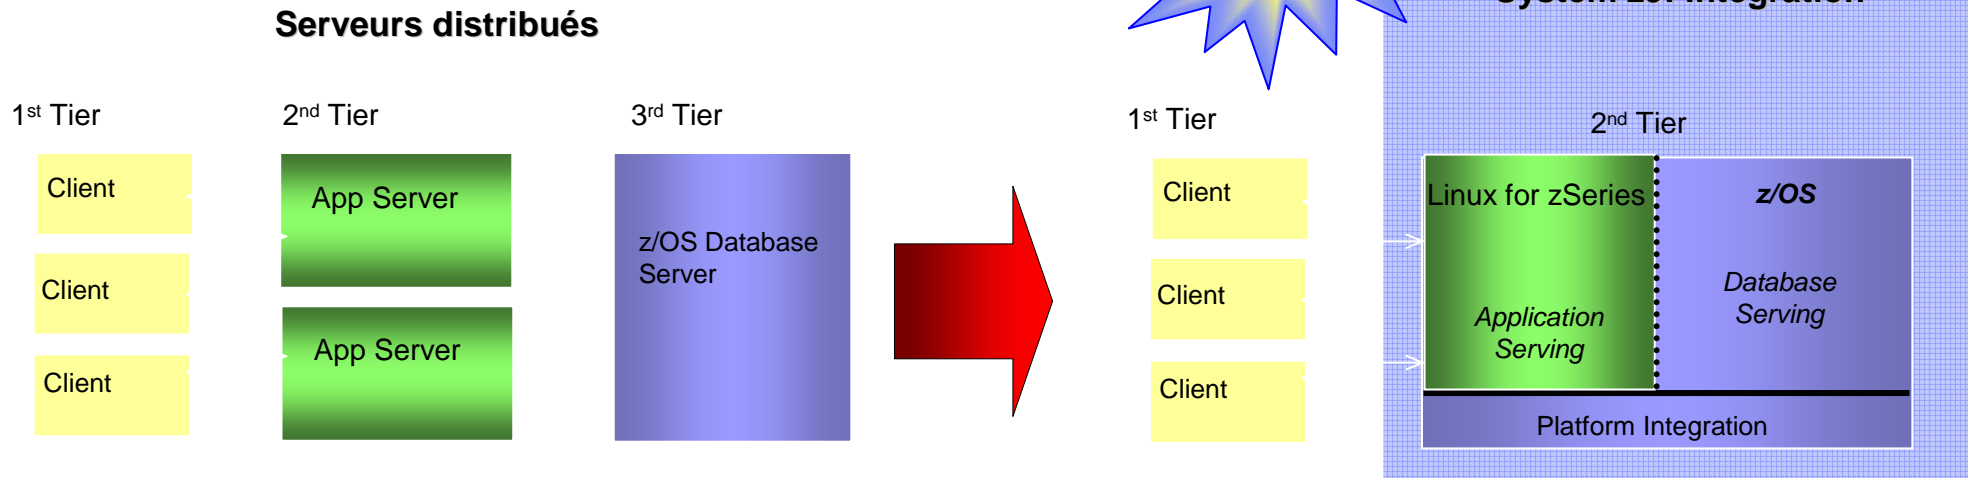 Serveurs distribués
1st Tier
2nd Tier
3rd Tier
Client
Client
Client
App Server
App Server
z/OS Database
Server
1st Tier
Client
Client
Client
2nd Tier
Linux for zSeries
Application
Serving
z/OS
Database
Serving
Platform Integration